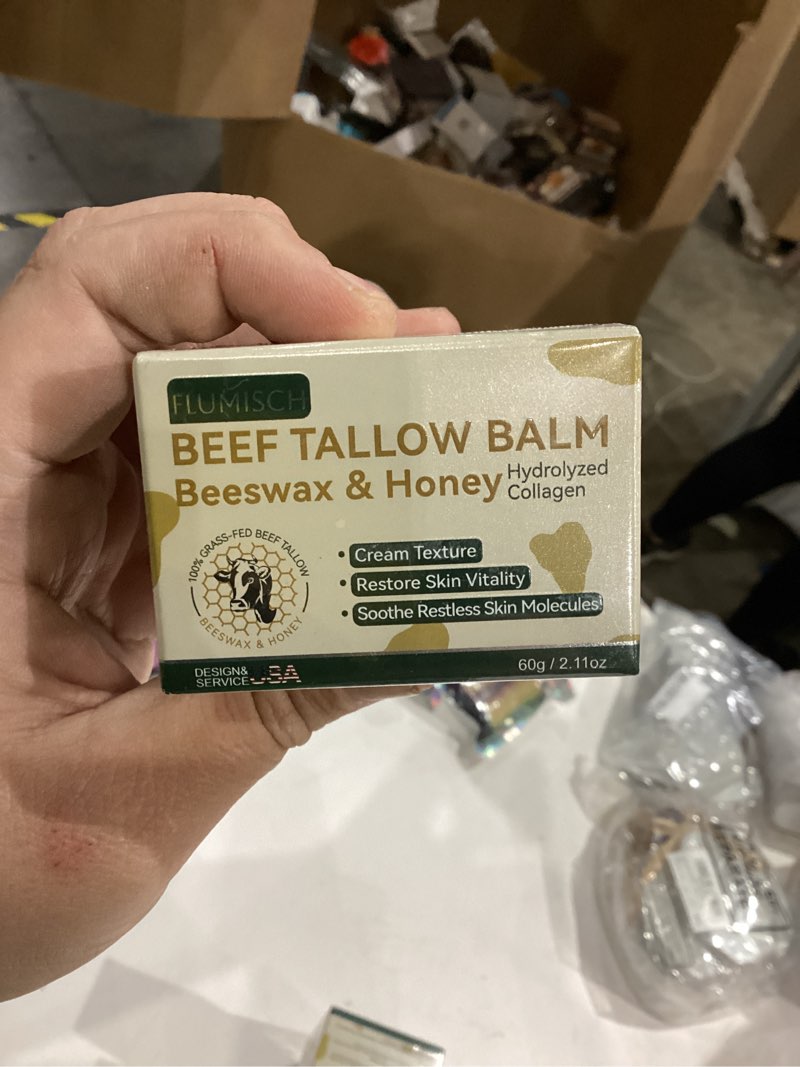 FLUMISCH
BEEF TALLOW BALM
Beeswax & Honey
Hydrolyzed
Collagen
100% GRASS-FED BEEF TALLOW
BEESWAX & HONEY
• Cream Texture
• Restore Skin Vitality
• Soothe Restless Skin Molecules!
DESIGN&
SERVICE USA
60g / 2.11oz